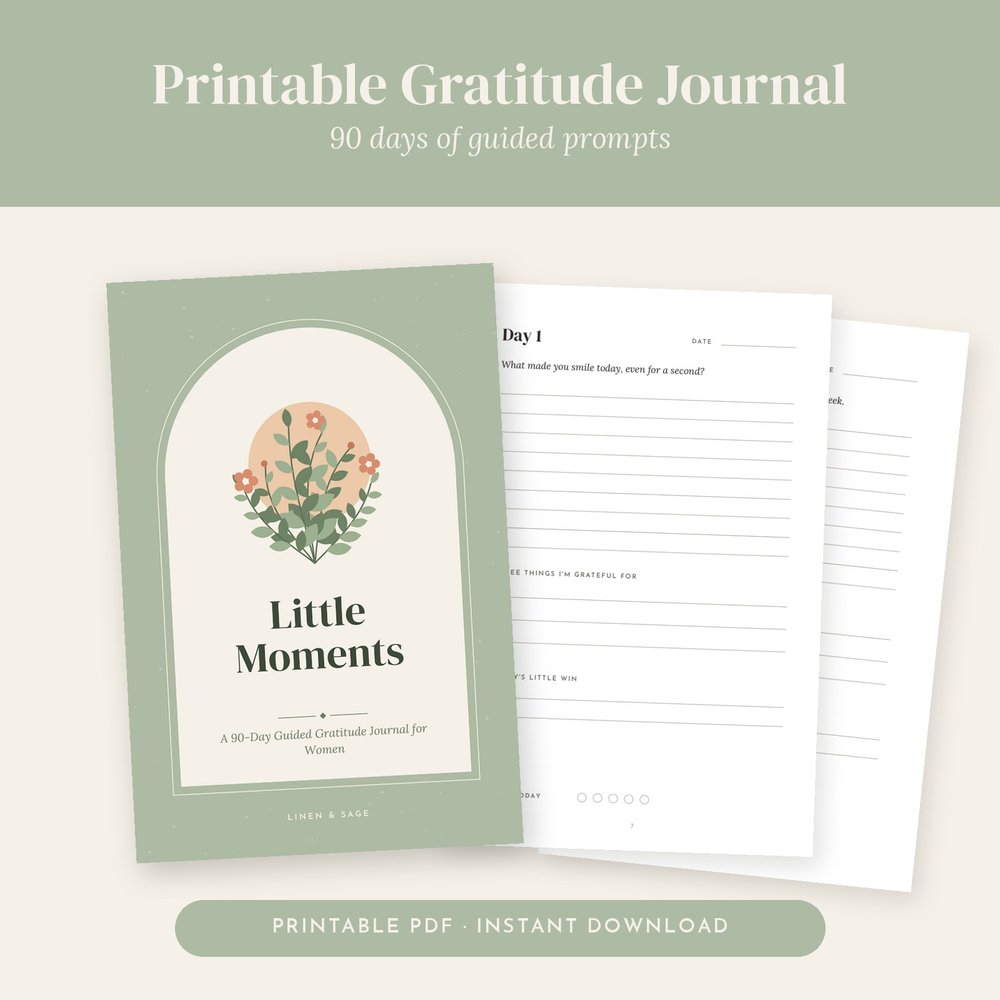 Printable Gratitude Journal
90 days of guided prompts
Little
Moments
A 90-Day Guided Gratitude Journal for
Women
LINEN & SAGE
Day 1
DATE
What made you smile today, even for a second?
THINGS I'M GRATEFUL FOR
LITTLE WIN
7
PRINTABLE PDF · INSTANT DOWNLOAD